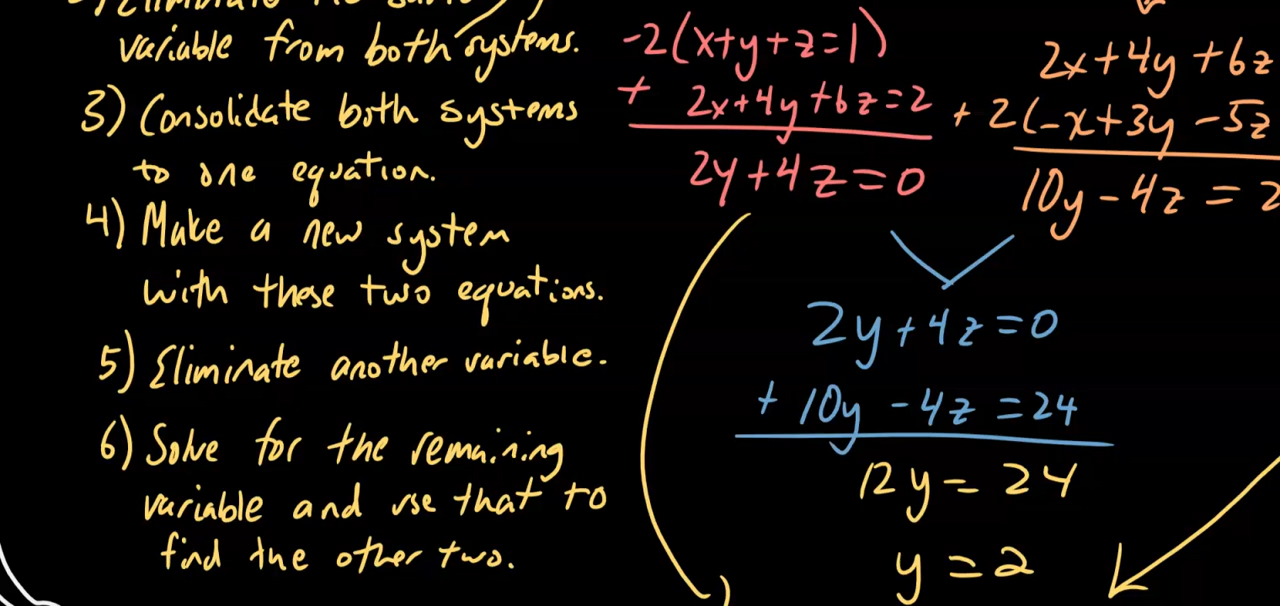 variable from both systems.
3) Consolidate both systems
to one equation.
4) Make a new system
with these two equations.
5) Eliminate another variable.
6) Solve for the remaining
variable and use that to
find the other two.
-2(x+y+z=1)
+ 2x+4y+6z=2
2y+4z=0
2x+4y+6z
+ 2(-x+3y-5z
10y-4z = 2
2y+4z=0
+ 10y -4z =24
12y= 24
y=2